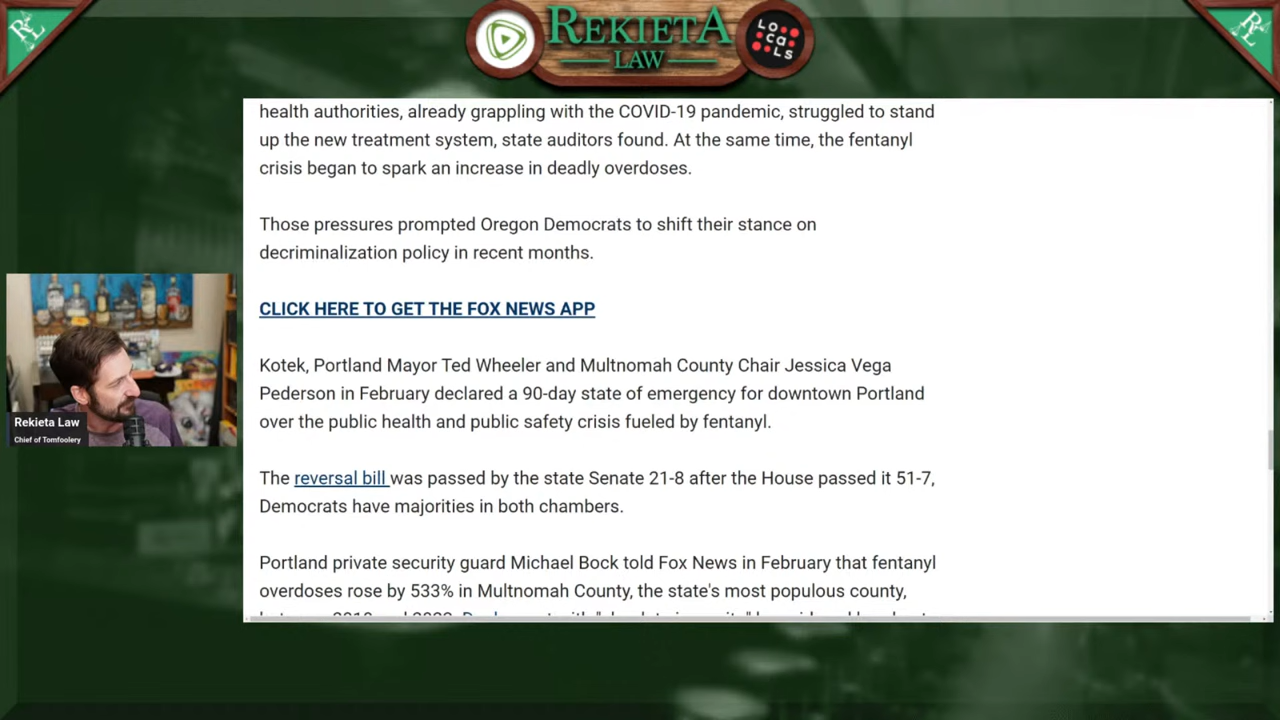 REKIETA
LAW
LOCALS
RL
RL
health authorities, already grappling with the COVID-19 pandemic, struggled to stand
up the new treatment system, state auditors found. At the same time, the fentanyl
crisis began to spark an increase in deadly overdoses.
Those pressures prompted Oregon Democrats to shift their stance on
decriminalization policy in recent months.
CLICK HERE TO GET THE FOX NEWS APP
Kotek, Portland Mayor Ted Wheeler and Multnomah County Chair Jessica Vega
Pederson in February declared a 90-day state of emergency for downtown Portland
over the public health and public safety crisis fueled by fentanyl.
The reversal bill was passed by the state Senate 21-8 after the House passed it 51-7,
Democrats have majorities in both chambers.
Portland private security guard Michael Bock told Fox News in February that fentanyl
overdoses rose by 533% in Multnomah County, the state's most populous county,
Rekieta Law
Chief of Tomfoolery